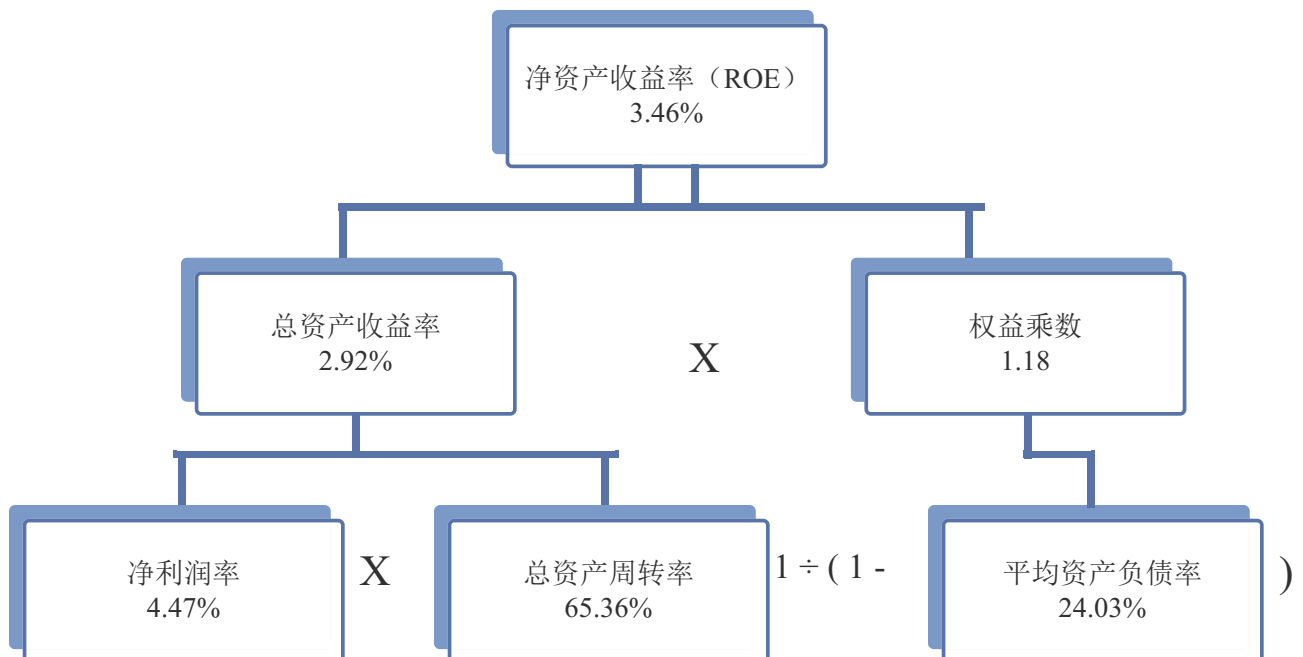 净资产收益率（ROE）
3.46%
总资产收益率
2.92%
X
权益乘数
1.18
净利润率
4.47%
X
总资产周转率
65.36%
1 ÷ ( 1 -
平均资产负债率
24.03%
)